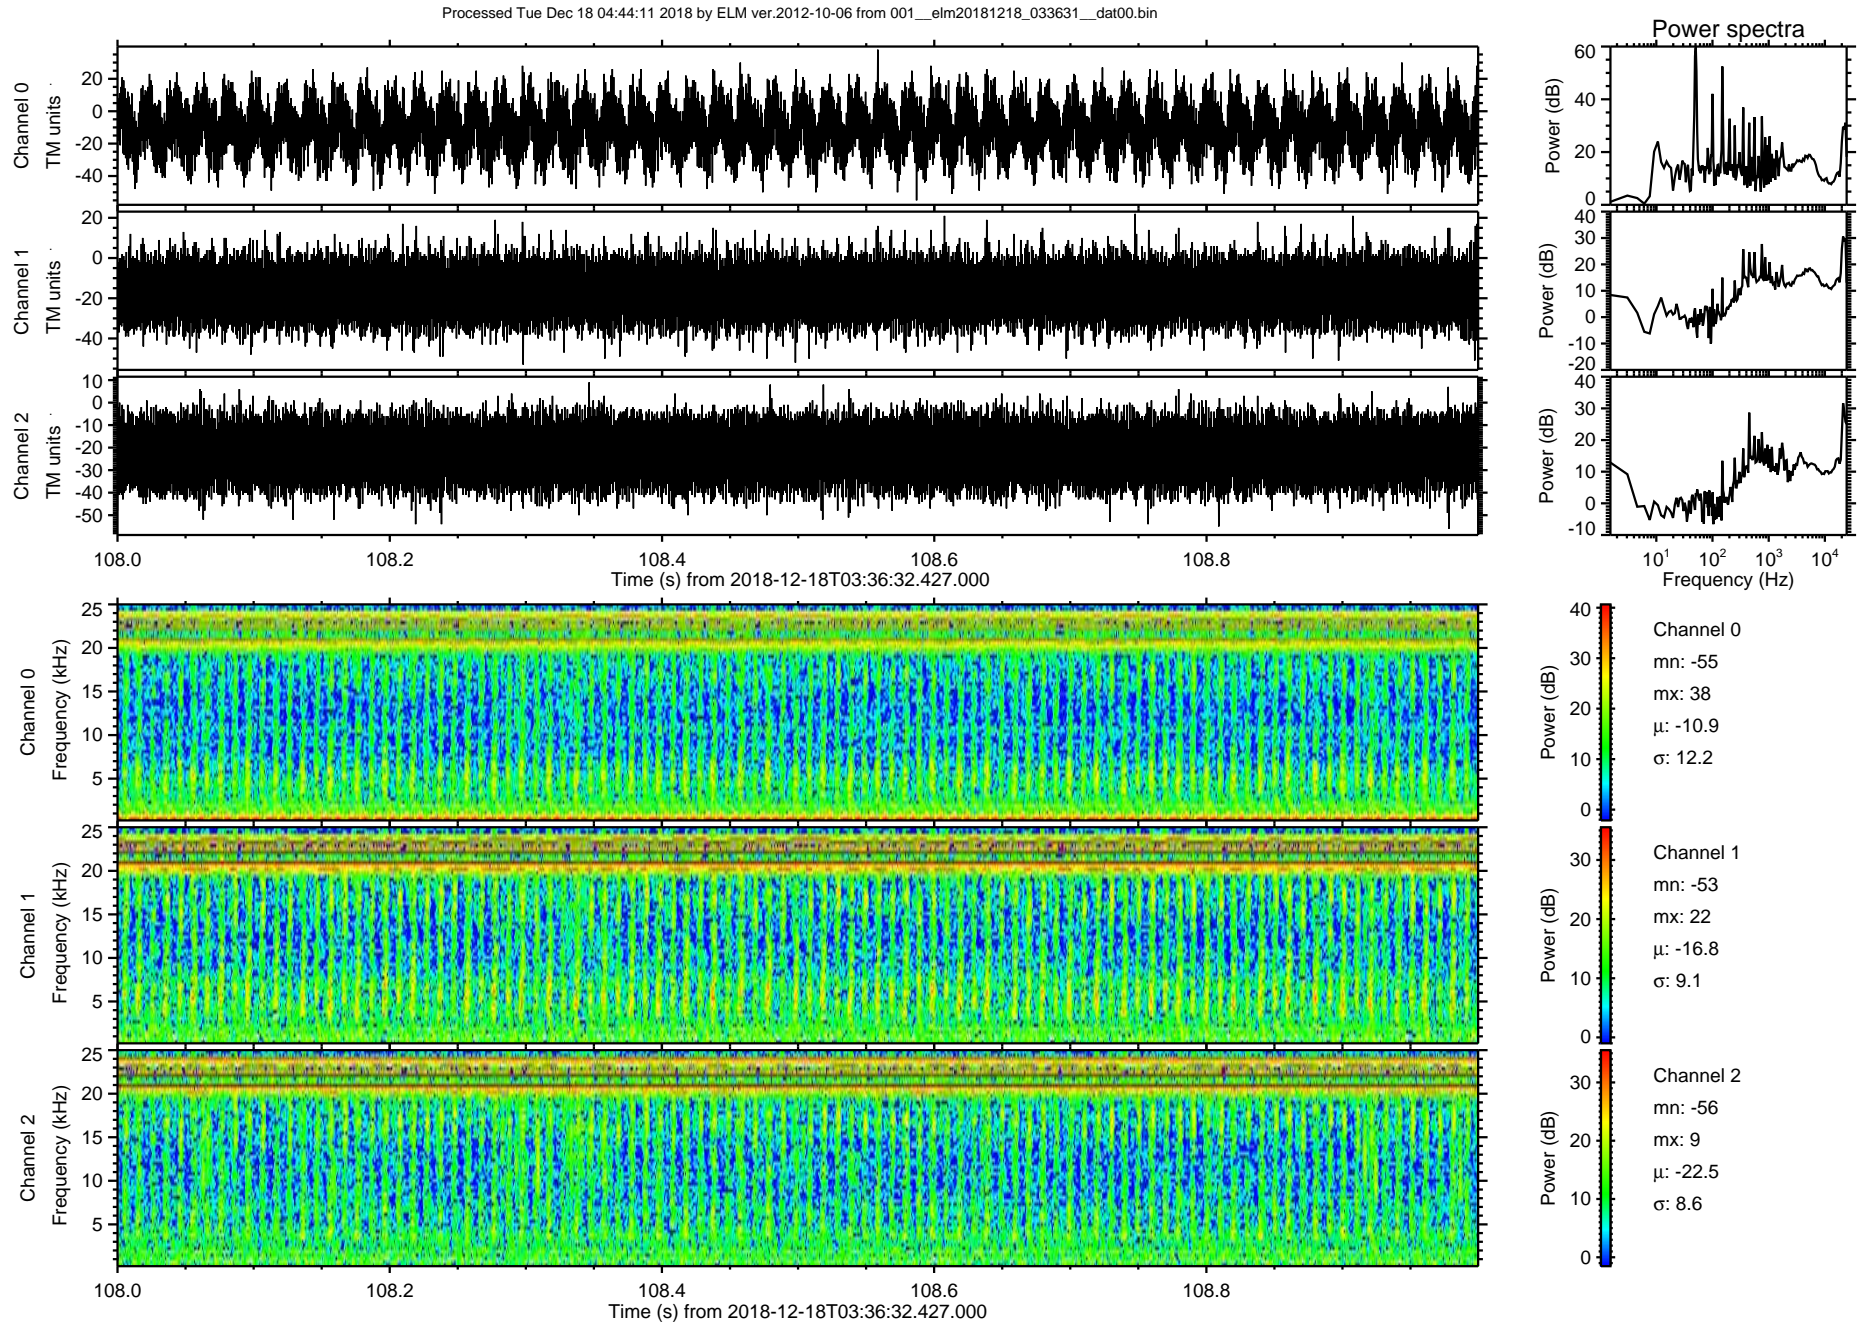 Processed Tue Dec 18 04:44:11 2018 by ELM ver.2012-10-06 from 001__elm20181218_033631__dat00.bin
Power spectra
Channel 0
TM units
20
0
-20
-40
Power (dB)
60
40
20
0
Channel 1
TM units
20
0
-20
-40
Power (dB)
40
30
20
10
0
-10
-20
Channel 2
TM units
10
0
-10
-20
-30
-40
-50
Power (dB)
40
30
20
10
0
-10
108.0 108.2 108.4 108.6 108.8
Time (s) from 2018-12-18T03:36:32.427.000
10¹ 10² 10³ 10⁴
Frequency (Hz)
Channel 0
Frequency (kHz)
25
20
15
10
5
Power (dB)
40
30
20
10
0
Channel 0
mn: -55
mx: 38
μ: -10.9
σ: 12.2
Channel 1
Frequency (kHz)
25
20
15
10
5
Power (dB)
30
20
10
0
Channel 1
mn: -53
mx: 22
μ: -16.8
σ: 9.1
Channel 2
Frequency (kHz)
25
20
15
10
5
Power (dB)
30
20
10
0
Channel 2
mn: -56
mx: 9
μ: -22.5
σ: 8.6
108.0 108.2 108.4 108.6 108.8
Time (s) from 2018-12-18T03:36:32.427.000